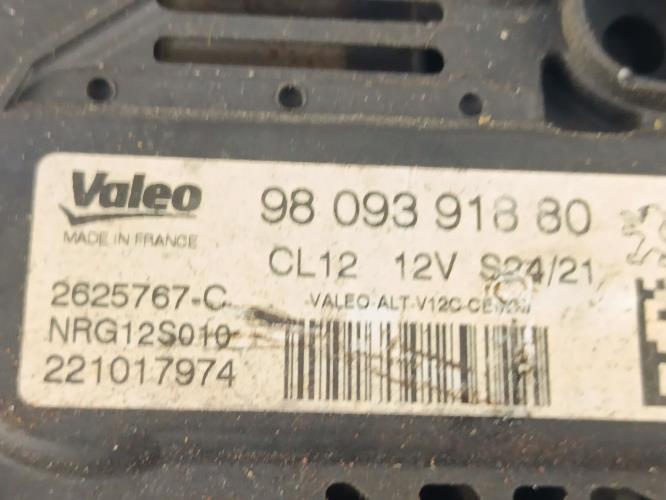 Valeo
MADE IN FRANCE
98 093 918 80
CL12 12V S24/21
2625767-C
NRG12S010
221017974